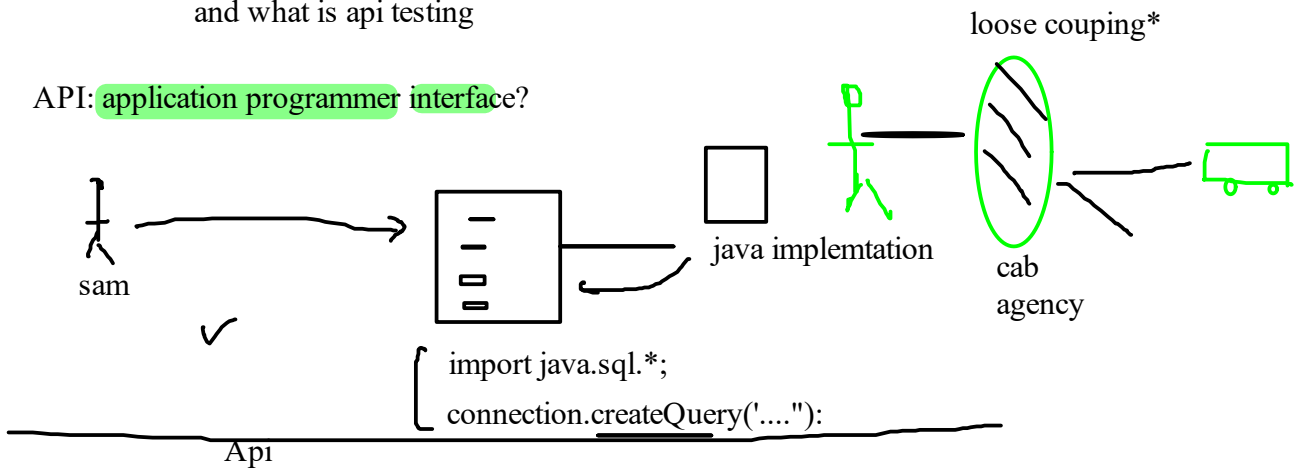 and what is api testing
loose couping*
API: application programmer interface?
java implemtation
sam
cab
agency
import java.sql.*;
connection.createQuery('...."):
Api